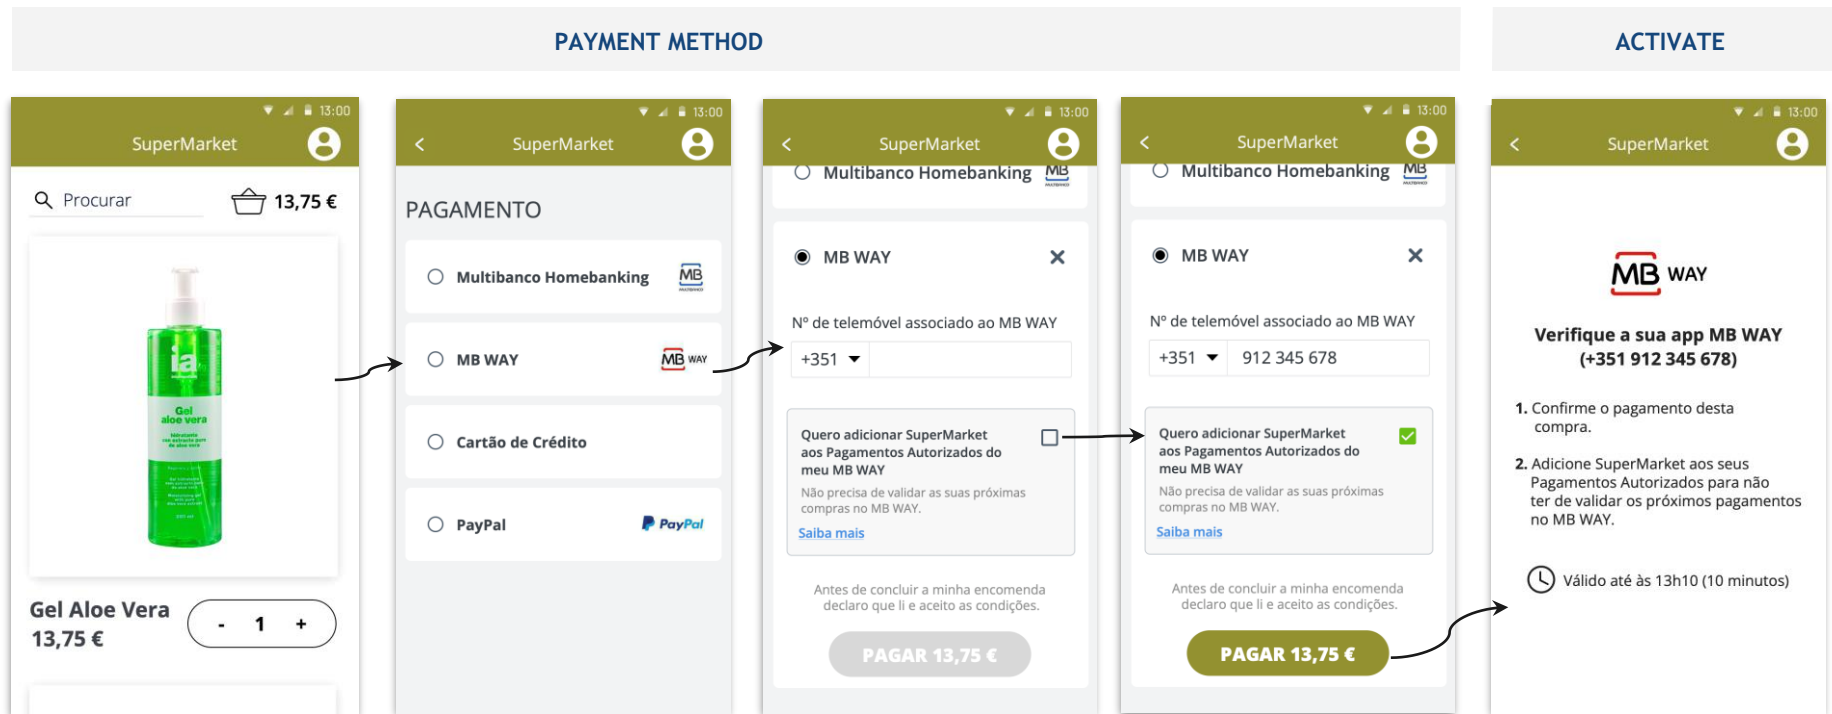 PAYMENT METHOD
ACTIVATE
13:00
SuperMarket
Procurar
13,75 €
ia
Gel
aloe vera
Gel Aloe Vera
13,75 €
- 1 +
13:00
SuperMarket
PAGAMENTO
Multibanco Homebanking
MB
MULTIBANCO
MB WAY
MB WAY
Cartão de Crédito
PayPal
PayPal
13:00
SuperMarket
Multibanco Homebanking
MB
MULTIBANCO
MB WAY
Nº de telemóvel associado ao MB WAY
+351
Quero adicionar SuperMarket
aos Pagamentos Autorizados do
meu MB WAY
Não precisa de validar as suas próximas
compras no MB WAY.
Saiba mais
Antes de concluir a minha encomenda
declaro que li e aceito as condições.
PAGAR 13,75 €
13:00
SuperMarket
Multibanco Homebanking
MB
MULTIBANCO
MB WAY
Nº de telemóvel associado ao MB WAY
+351 912 345 678
Quero adicionar SuperMarket
aos Pagamentos Autorizados do
meu MB WAY
Não precisa de validar as suas próximas
compras no MB WAY.
Saiba mais
Antes de concluir a minha encomenda
declaro que li e aceito as condições.
PAGAR 13,75 €
13:00
SuperMarket
MB WAY
Verifique a sua app MB WAY
(+351 912 345 678)
1. Confirme o pagamento desta
compra.
2. Adicione SuperMarket aos seus
Pagamentos Autorizados para não
ter de validar os próximos pagamentos
no MB WAY.
Válido até às 13h10 (10 minutos)